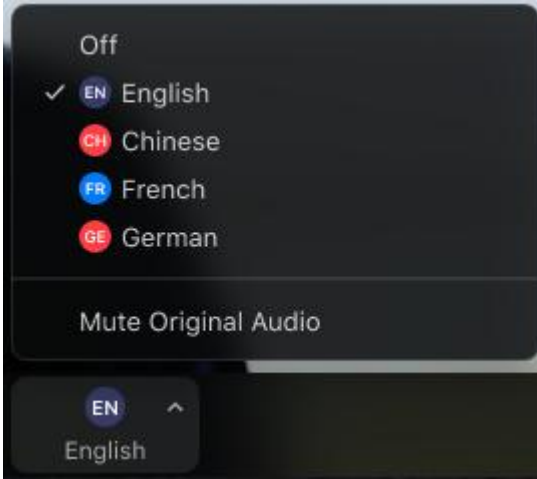 Off
EN English
CH Chinese
FR French
GE German
Mute Original Audio
EN
English